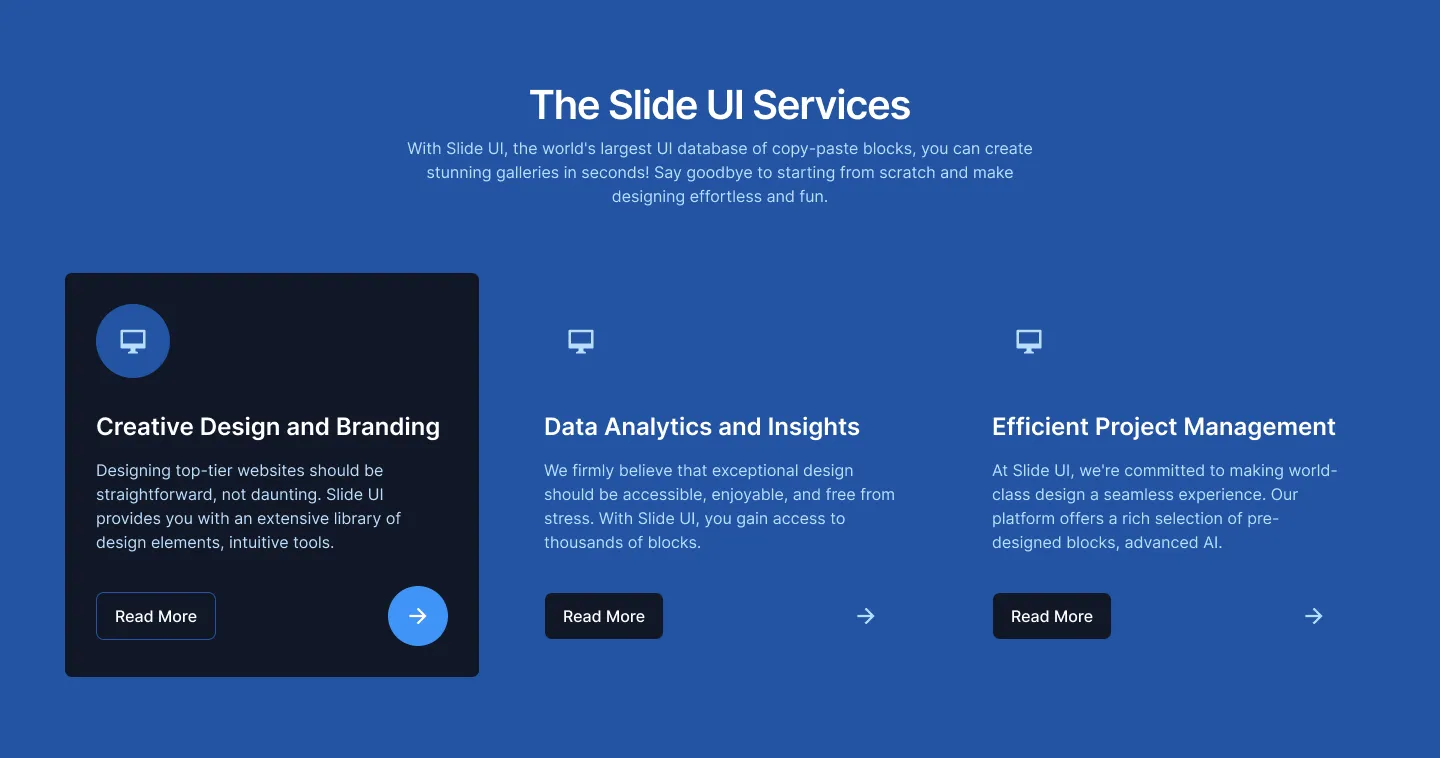 The Slide UI Services
With Slide UI, the world's largest UI database of copy-paste blocks, you can create
stunning galleries in seconds! Say goodbye to starting from scratch and make
designing effortless and fun.
Creative Design and Branding
Designing top-tier websites should be
straightforward, not daunting. Slide UI
provides you with an extensive library of
design elements, intuitive tools.
Read More
Data Analytics and Insights
We firmly believe that exceptional design
should be accessible, enjoyable, and free from
stress. With Slide UI, you gain access to
thousands of blocks.
Read More
Efficient Project Management
At Slide UI, we're committed to making world-
class design a seamless experience. Our
platform offers a rich selection of pre-
designed blocks, advanced AI.
Read More